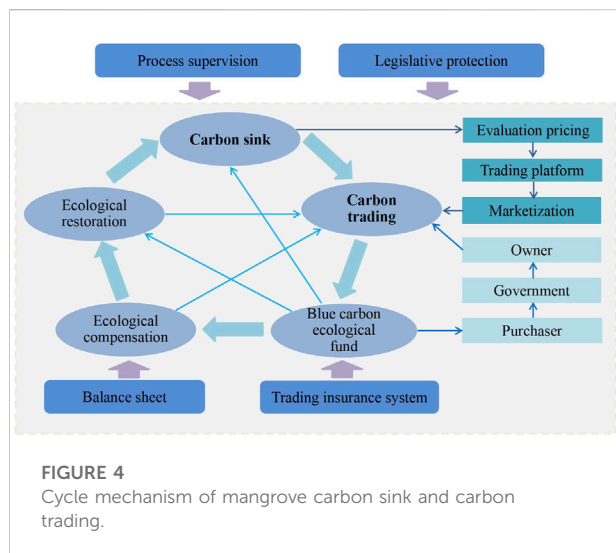 Process supervision
Legislative protection
Carbon sink
Evaluation pricing
Trading platform
Ecological
restoration
Carbon
trading
Marketization
Owner
Government
Ecological
compensation
Blue carbon
ecological
fund
Purchaser
Balance sheet
Trading insurance system
FIGURE 4
Cycle mechanism of mangrove carbon sink and carbon
trading.